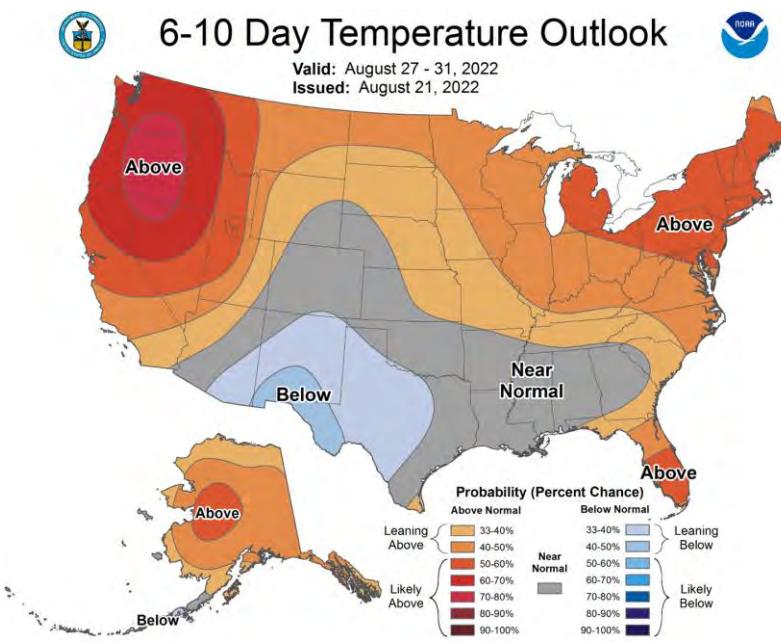 6-10 Day Temperature Outlook
NOAA
Valid: August 27 - 31, 2022
Issued: August 21, 2022
Above
Above
Near
Normal
Below
Above
Above
Below
Probability (Percent Chance)
Above Normal
Below Normal
Leaning
Above
33-40%
40-50%
Likely
Above
50-60%
60-70%
70-80%
80-90%
90-100%
Near
Normal
33-40%
40-50%
Leaning
Below
50-60%
60-70%
70-80%
80-90%
90-100%
Likely
Below